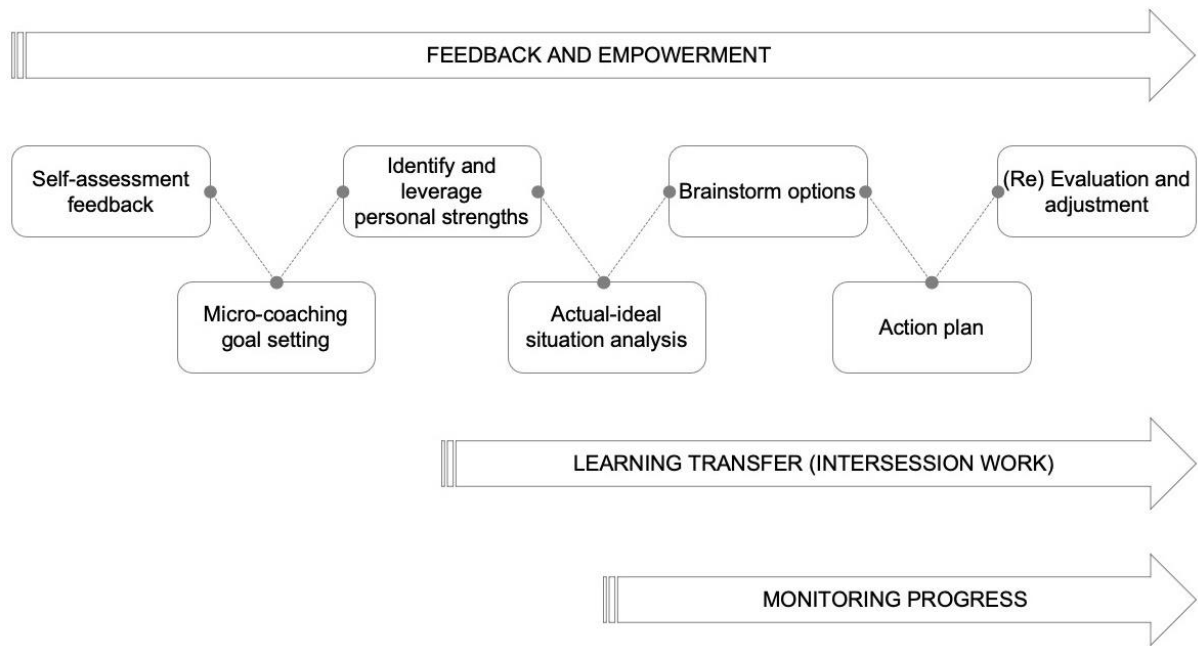 FEEDBACK AND EMPOWERMENT
Self-assessment
feedback
Identify and
leverage
personal strengths
Brainstorm options
(Re) Evaluation and
adjustment
Micro-coaching
goal setting
Actual-ideal
situation analysis
Action plan
LEARNING TRANSFER (INTERSESSION WORK)
MONITORING PROGRESS